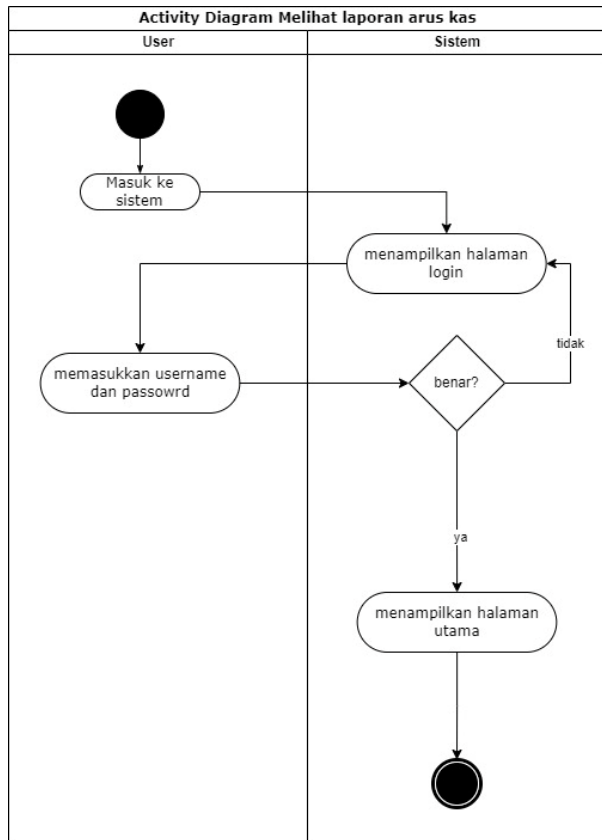 Activity Diagram Melihat laporan arus kas
User
Sistem
Masuk ke
sistem
menampilkan halaman
login
tidak
memasukkan username
dan passowrd
benar?
ya
menampilkan halaman
utama